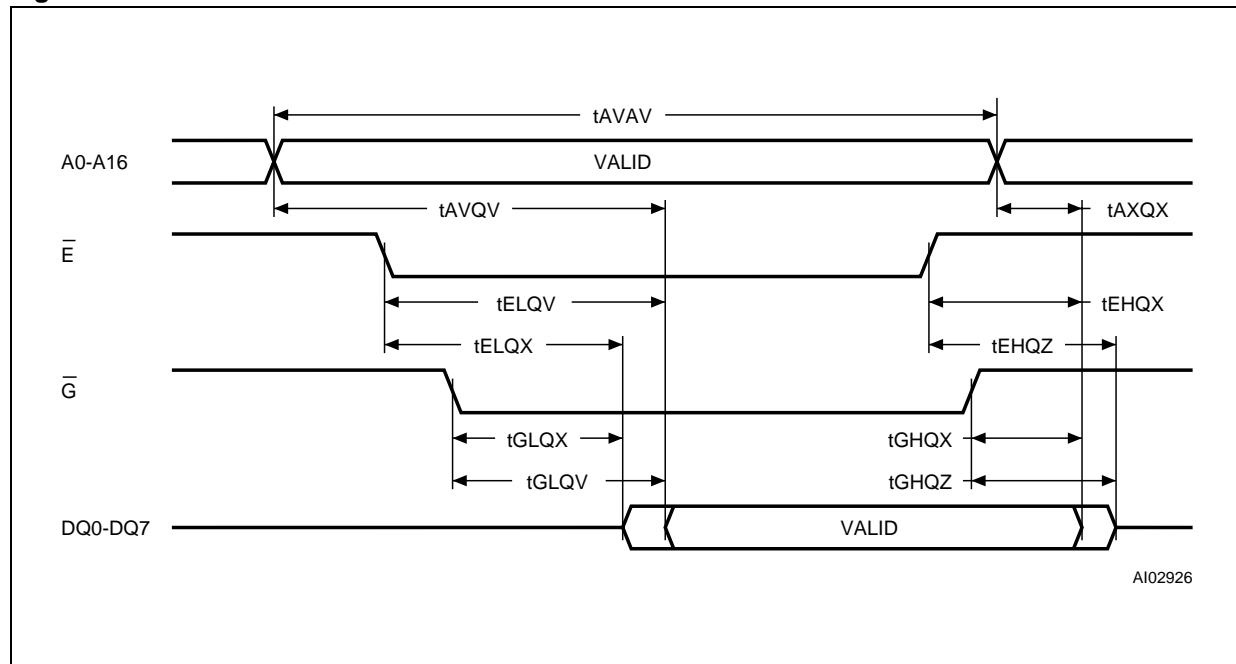 tAVAV
A0-A16
VALID
tAVQV
tAXQX
E̅
tELQV
tEHQX
tELQX
tEHQZ
G̅
tGLQX
tGHQX
tGLQV
tGHQZ
DQ0-DQ7
VALID
AI02926